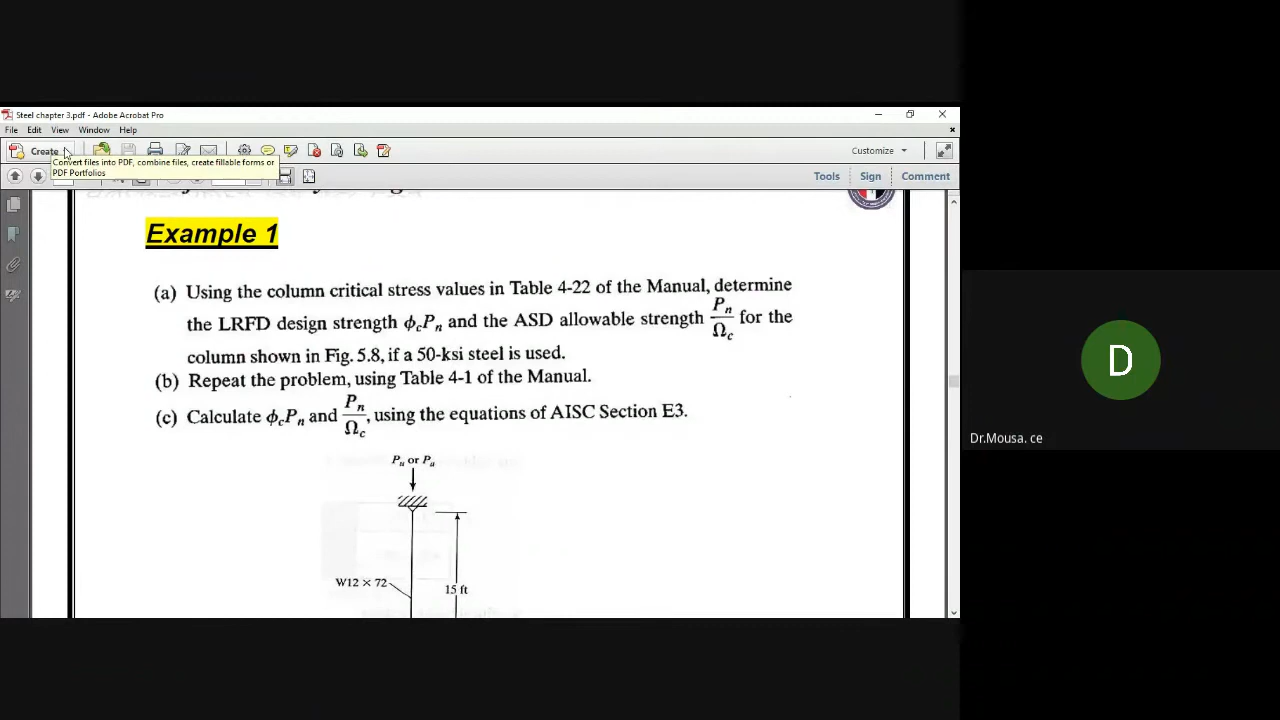 Steel chapter 3.pdf - Adobe Acrobat Pro
File Edit View Window Help
Create
Customize
Convert files into PDF, combine files, create fillable forms or
PDF Portfolios
Tools Sign Comment
Example 1
(a) Using the column critical stress values in Table 4-22 of the Manual, determine
the LRFD design strength ϕcPn and the ASD allowable strength Pn/Ωc for the
column shown in Fig. 5.8, if a 50-ksi steel is used.
(b) Repeat the problem, using Table 4-1 of the Manual.
(c) Calculate ϕcPn and Pn/Ωc, using the equations of AISC Section E3.
Pu or Pa
W12 × 72
15 ft
D
Dr.Mousa. ce